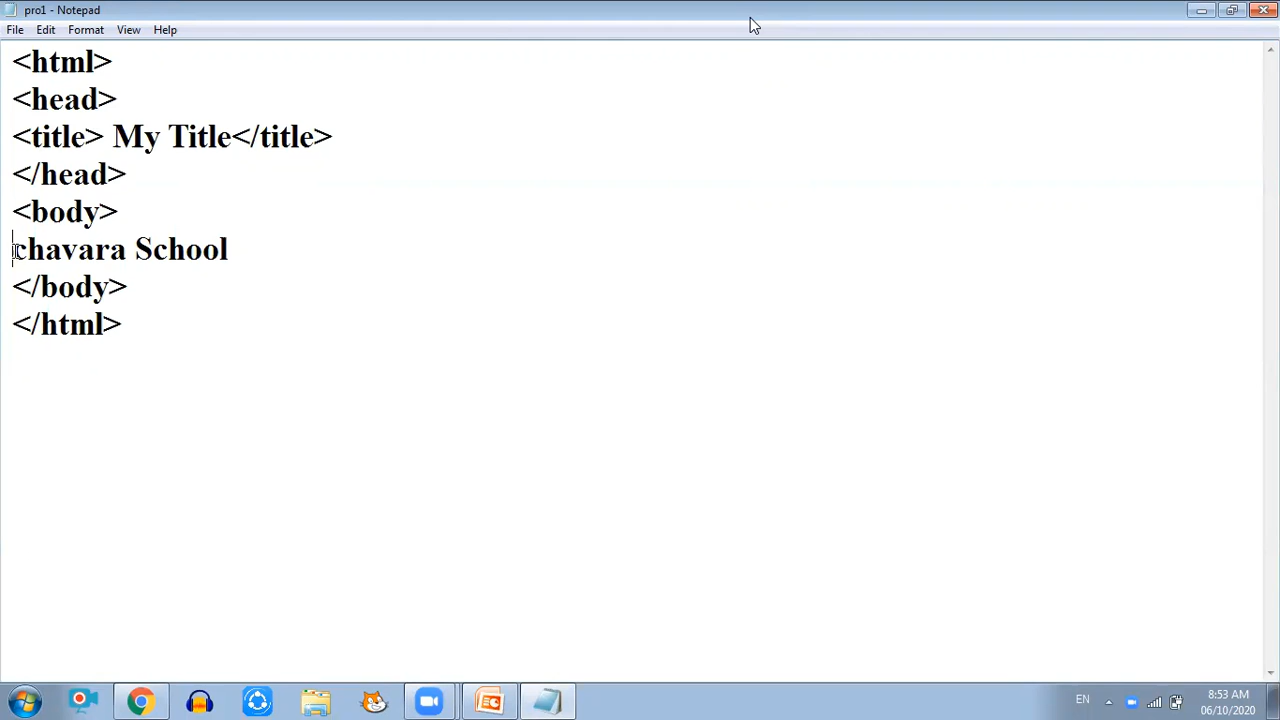 pro1 - Notepad
File Edit Format View Help
<html>
<head>
<title> My Title</title>
</head>
<body>
chavara School
</body>
</html>
EN
8:53 AM
06/10/2020